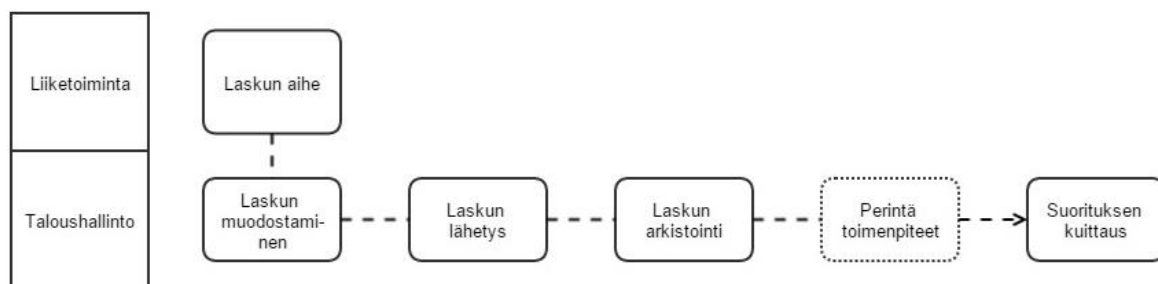 Liiketoiminta
Laskun aihe
Taloushallinto
Laskun
muodostami-
nen
Laskun
lähetys
Laskun
arkistointi
Perintä
toimenpiteet
Suorituksen
kuittaus